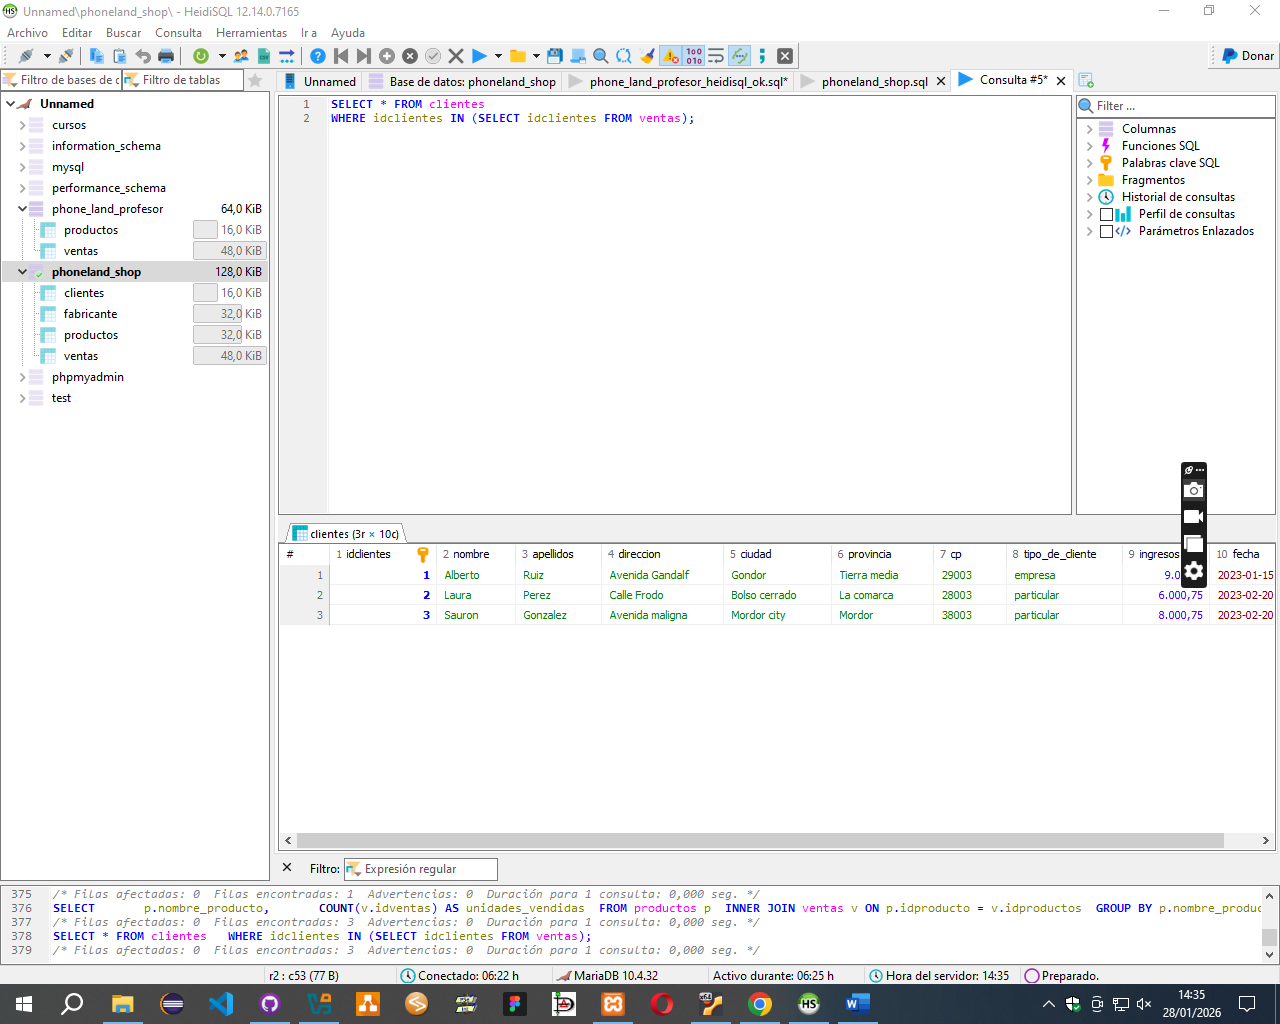 Unnamed\phoneland_shop\ - HeidiSQL 12.14.0.7165
Archivo Editar Buscar Consulta Herramientas Ir a Ayuda
Donar
Filtro de bases de d Filtro de tablas
Unnamed Base de datos: phoneland_shop phone_land_profesor_heidisql_ok.sql* phoneland_shop.sql Consulta #5*
Unnamed
cursos
information_schema
mysql
performance_schema
phone_land_profesor 64,0 KiB
productos 16,0 KiB
ventas 48,0 KiB
phoneland_shop 128,0 KiB
clientes 16,0 KiB
fabricante 32,0 KiB
productos 32,0 KiB
ventas 48,0 KiB
phpmyadmin
test
1 SELECT * FROM clientes
2 WHERE idclientes IN (SELECT idclientes FROM ventas);
Filter ...
Columnas
Funciones SQL
Palabras clave SQL
Fragmentos
Historial de consultas
Perfil de consultas
Parámetros Enlazados
clientes (3r × 10c)
# 1 idclientes 2 nombre 3 apellidos 4 direccion 5 ciudad 6 provincia 7 cp 8 tipo_de_cliente 9 ingresos 10 fecha
1 1 Alberto Ruiz Avenida Gandalf Gondor Tierra media 29003 empresa 9.0 2023-01-15
2 2 Laura Perez Calle Frodo Bolso cerrado La comarca 28003 particular 6.000,75 2023-02-20
3 3 Sauron Gonzalez Avenida maligna Mordor city Mordor 38003 particular 8.000,75 2023-02-20
Filtro: Expresión regular
375 /* Filas afectadas: 0 Filas encontradas: 1 Advertencias: 0 Duración para 1 consulta: 0,000 seg. */
376 SELECT p.nombre_producto, COUNT(v.idventas) AS unidades_vendidas FROM productos p INNER JOIN ventas v ON p.idproducto = v.idproductos GROUP BY p.nombre_produc
377 /* Filas afectadas: 0 Filas encontradas: 3 Advertencias: 0 Duración para 1 consulta: 0,000 seg. */
378 SELECT * FROM clientes WHERE idclientes IN (SELECT idclientes FROM ventas);
379 /* Filas afectadas: 0 Filas encontradas: 3 Advertencias: 0 Duración para 1 consulta: 0,000 seg. */
r2 : c53 (77 B) Conectado: 06:22 h MariaDB 10.4.32 Activo durante: 06:25 h Hora del servidor: 14:35 Preparado.
14:35
28/01/2026